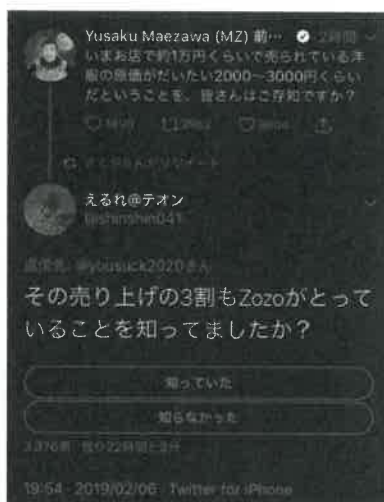 Yusaku Maezawa (MZ) 前… 2時間
いまお店で約1万円くらいで売られている洋
服の原価がだいたい2000〜3000円くらい
だということを、皆さんはご存知ですか？
えるれ@テオン
@shinshin041
返信先: @yousuck2020さん
その売り上げの3割もZozoがとって
いることを知ってましたか？
知っていた
知らなかった
19:54 · 2019/02/06 · Twitter for iPhone